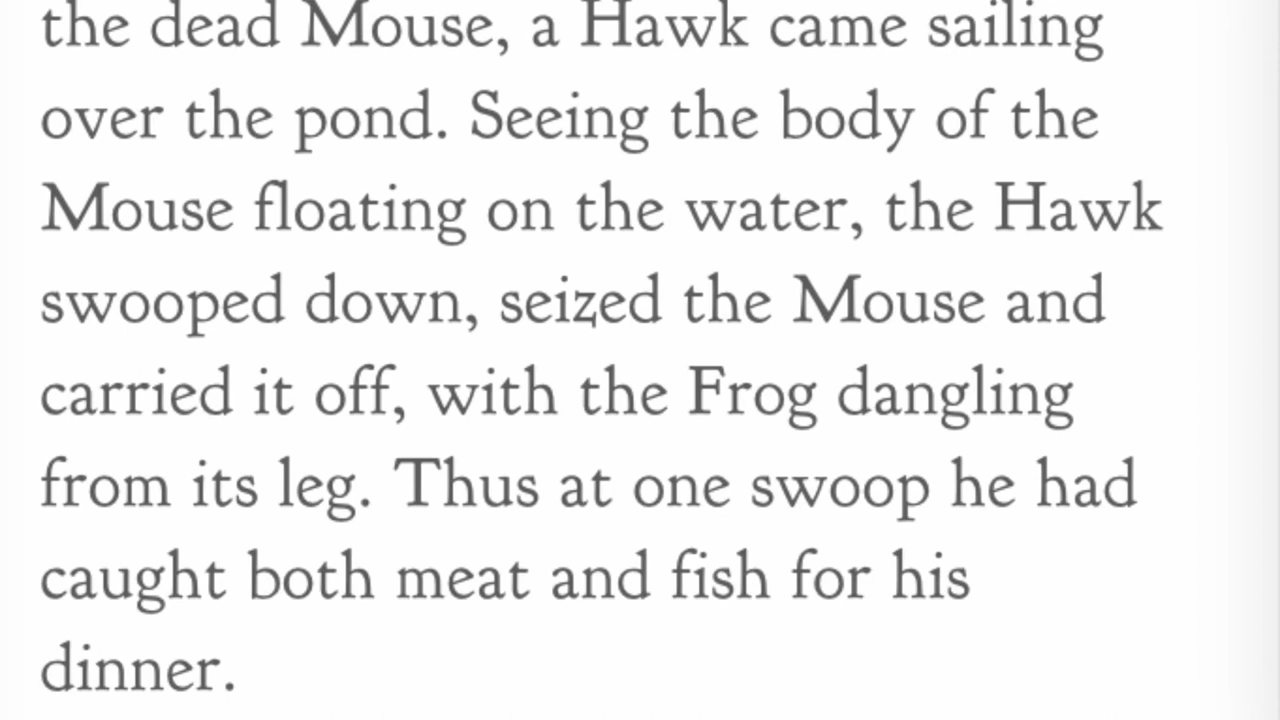 the dead Mouse, a Hawk came sailing
over the pond. Seeing the body of the
Mouse floating on the water, the Hawk
swooped down, seized the Mouse and
carried it off, with the Frog dangling
from its leg. Thus at one swoop he had
caught both meat and fish for his
dinner.